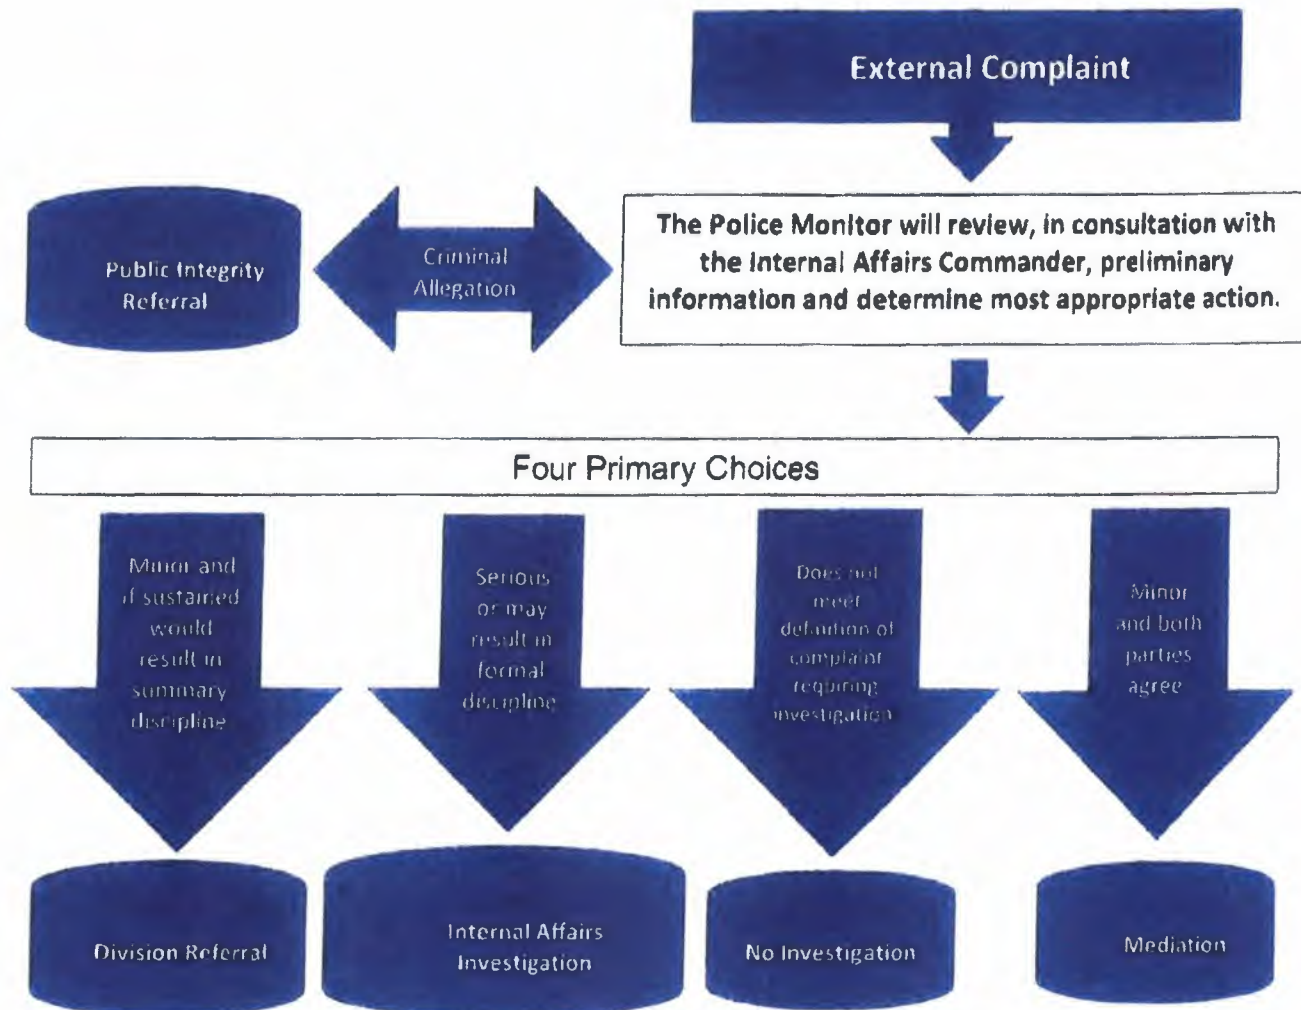 External Complaint
The Police Monitor will review, in consultation with
the Internal Affairs Commander, preliminary
information and determine most appropriate action.
Criminal
Allegation
Public Integrity
Referral
Four Primary Choices
Minor and
if sustained
would
result in
summary
discipline
Serious
or may
result in
formal
discipline
Does not
meet
definition of
complaint
requiring
investigation
Minor
and both
parties
agree
Division Referral
Internal Affairs
Investigation
No Investigation
Mediation